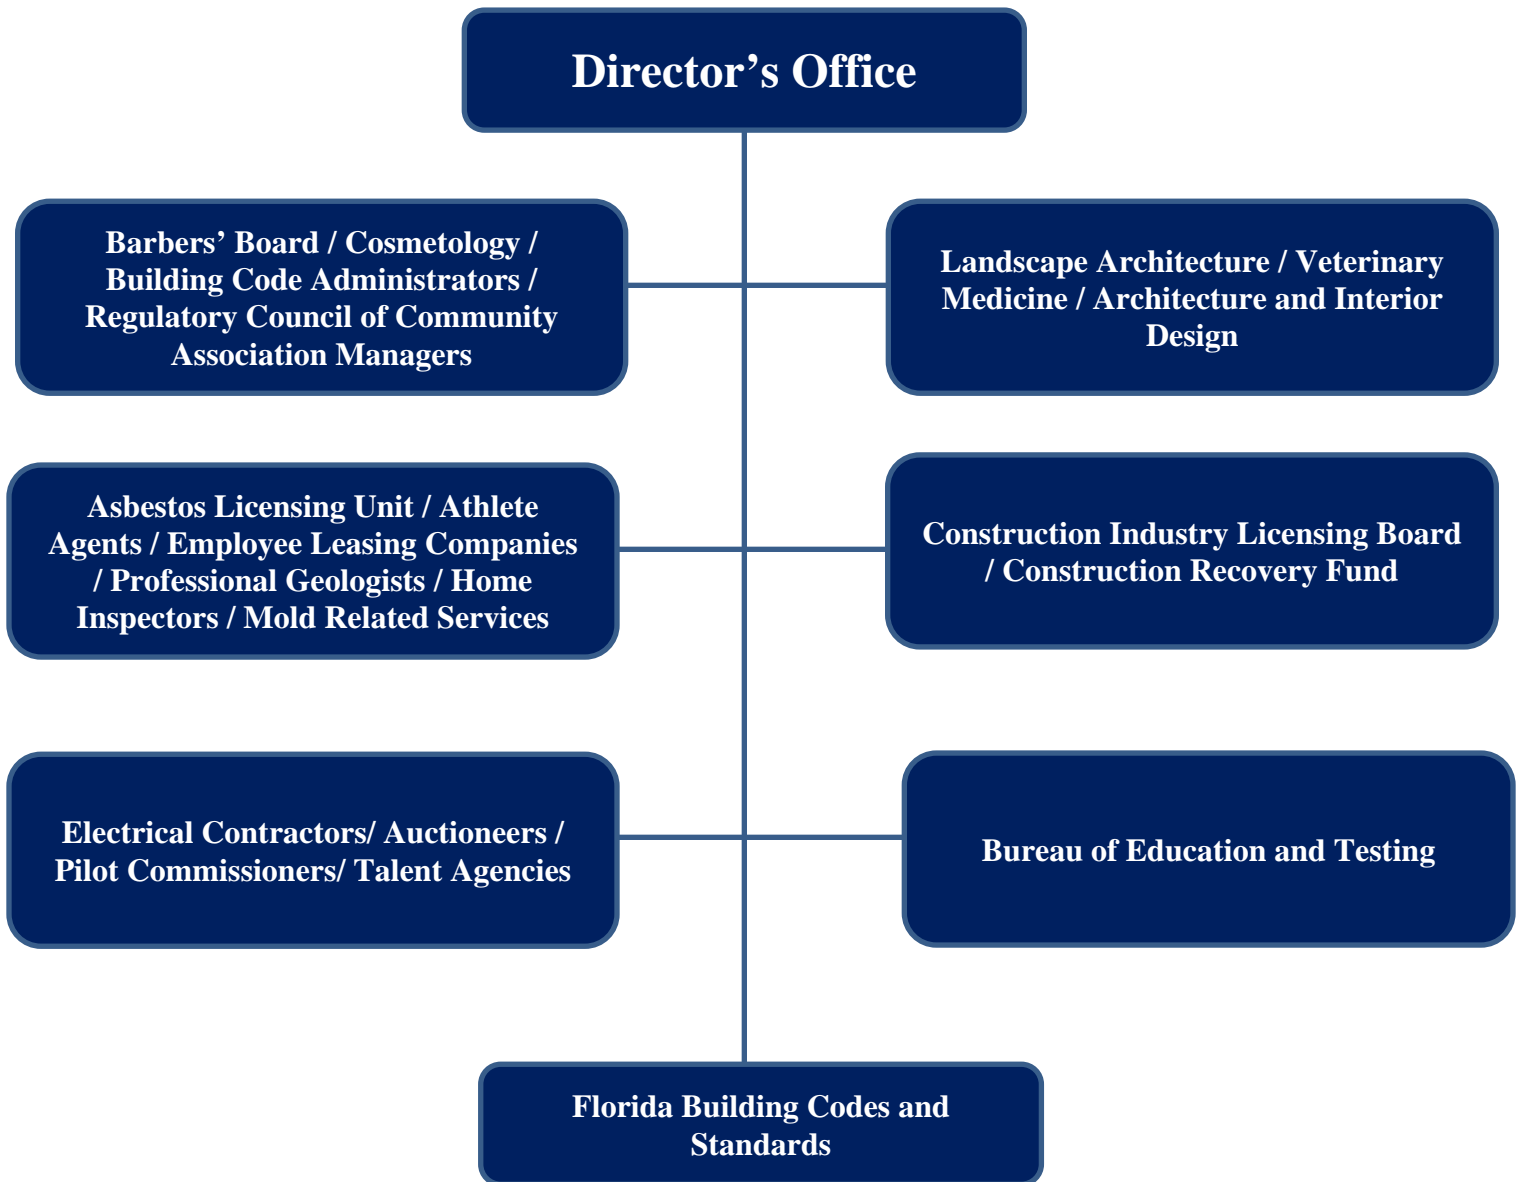 Director’s Office
Barbers’ Board / Cosmetology /
Building Code Administrators /
Regulatory Council of Community
Association Managers
Landscape Architecture / Veterinary
Medicine / Architecture and Interior
Design
Asbestos Licensing Unit / Athlete
Agents / Employee Leasing Companies
/ Professional Geologists / Home
Inspectors / Mold Related Services
Construction Industry Licensing Board
/ Construction Recovery Fund
Electrical Contractors/ Auctioneers /
Pilot Commissioners/ Talent Agencies
Bureau of Education and Testing
Florida Building Codes and
Standards